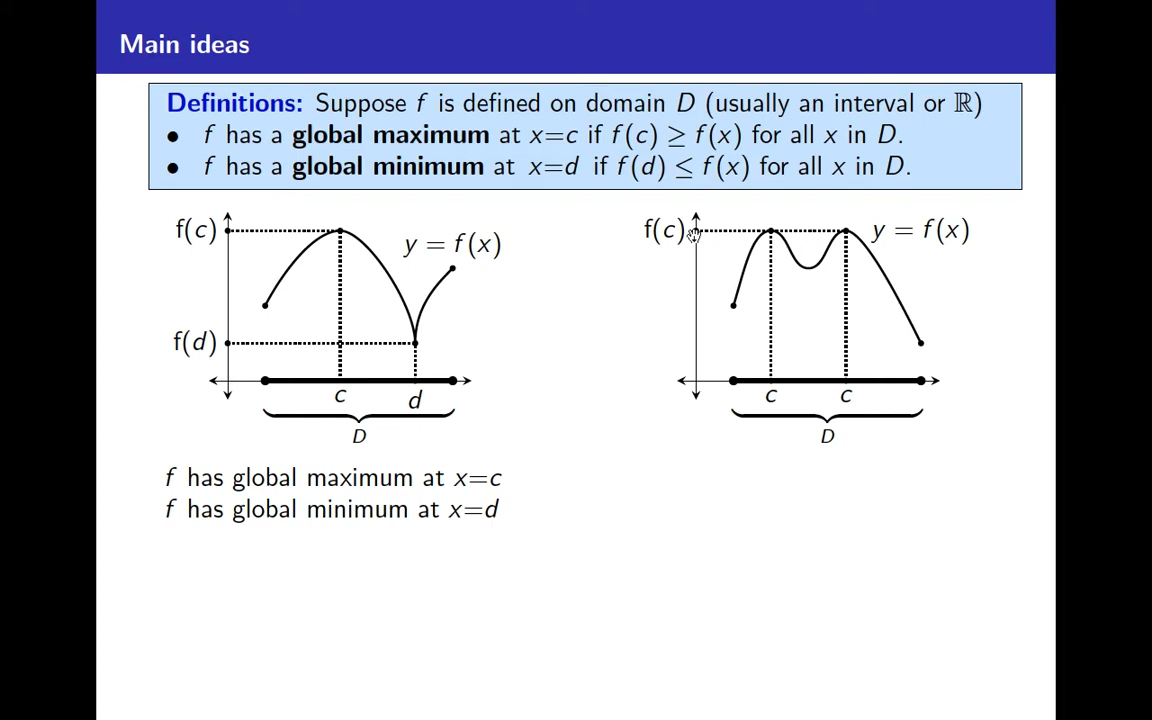 Main ideas
Definitions: Suppose f is defined on domain D (usually an interval or ℝ)
• f has a global maximum at x=c if f(c) ≥ f(x) for all x in D.
• f has a global minimum at x=d if f(d) ≤ f(x) for all x in D.
f(c)
y = f(x)
f(d)
c
d
D
f(c)
y = f(x)
c
c
D
f has global maximum at x=c
f has global minimum at x=d